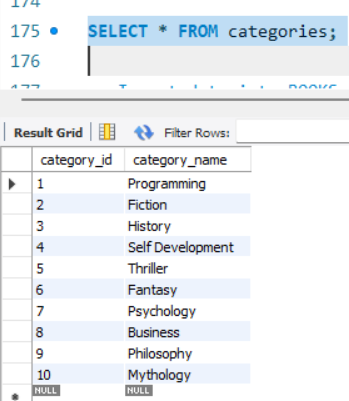 174
175 SELECT * FROM categories;
176
Result Grid Filter Rows:
category_id category_name
1 Programming
2 Fiction
3 History
4 Self Development
5 Thriller
6 Fantasy
7 Psychology
8 Business
9 Philosophy
10 Mythology
NULL NULL